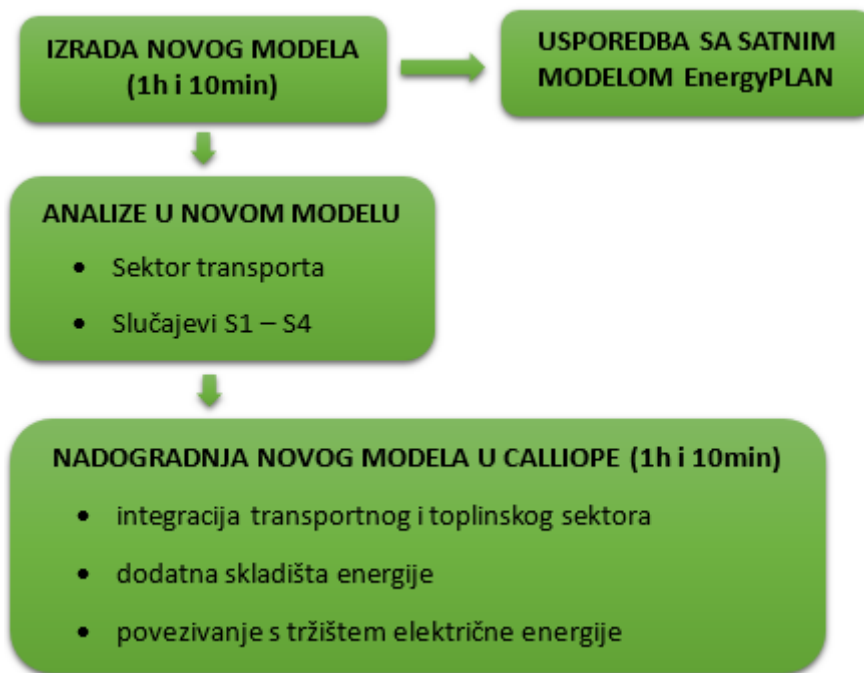 IZRADA NOVOG MODELA
(1h i 10min)
USPOREDBA SA SATNIM
MODELOM EnergyPLAN
ANALIZE U NOVOM MODELU
• Sektor transporta
• Slučajevi S1 – S4
NADOGRADNJA NOVOG MODELA U CALLIOPE (1h i 10min)
• integracija transportnog i toplinskog sektora
• dodatna skladišta energije
• povezivanje s tržištem električne energije